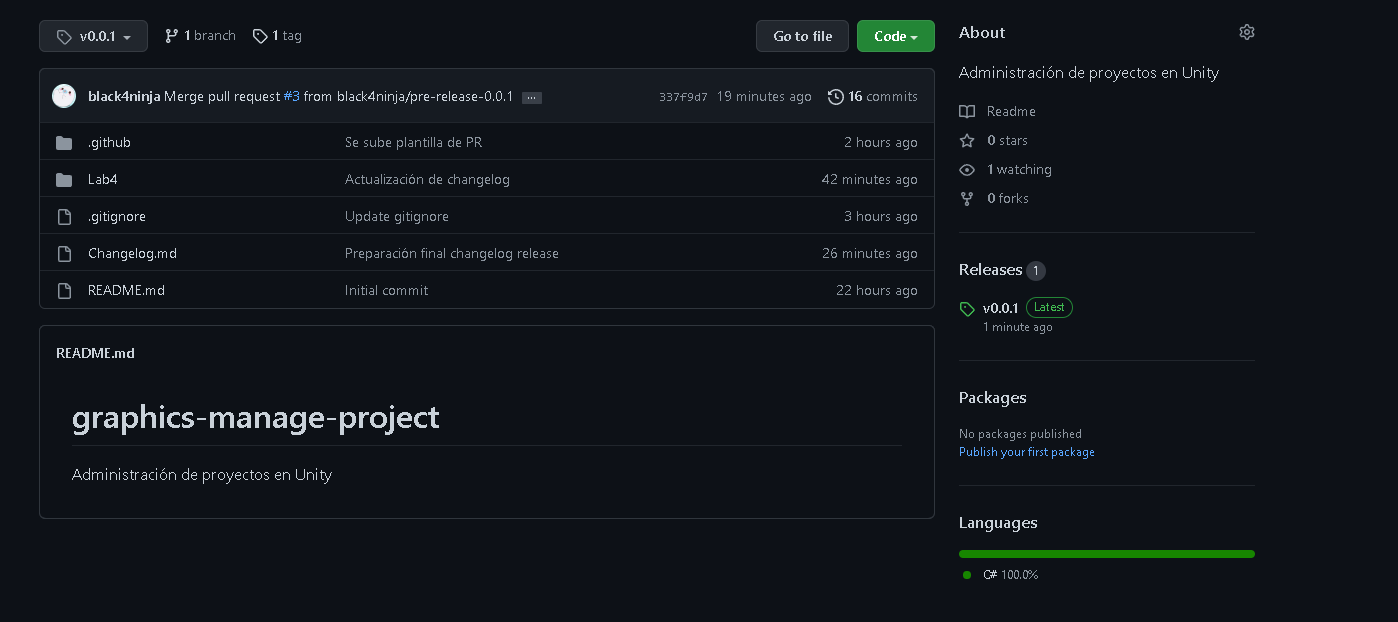 v0.0.1
1 branch
1 tag
Go to file
Code
black4ninja Merge pull request #3 from black4ninja/pre-release-0.0.1 ...
337f9d7 19 minutes ago
16 commits
.github Se sube plantilla de PR 2 hours ago
Lab4 Actualización de changelog 42 minutes ago
.gitignore Update gitignore 3 hours ago
Changelog.md Preparación final changelog release 26 minutes ago
README.md Initial commit 22 hours ago
README.md
graphics-manage-project
Administración de proyectos en Unity
About
Administración de proyectos en Unity
Readme
0 stars
1 watching
0 forks
Releases 1
v0.0.1 Latest
1 minute ago
Packages
No packages published
Publish your first package
Languages
C# 100.0%